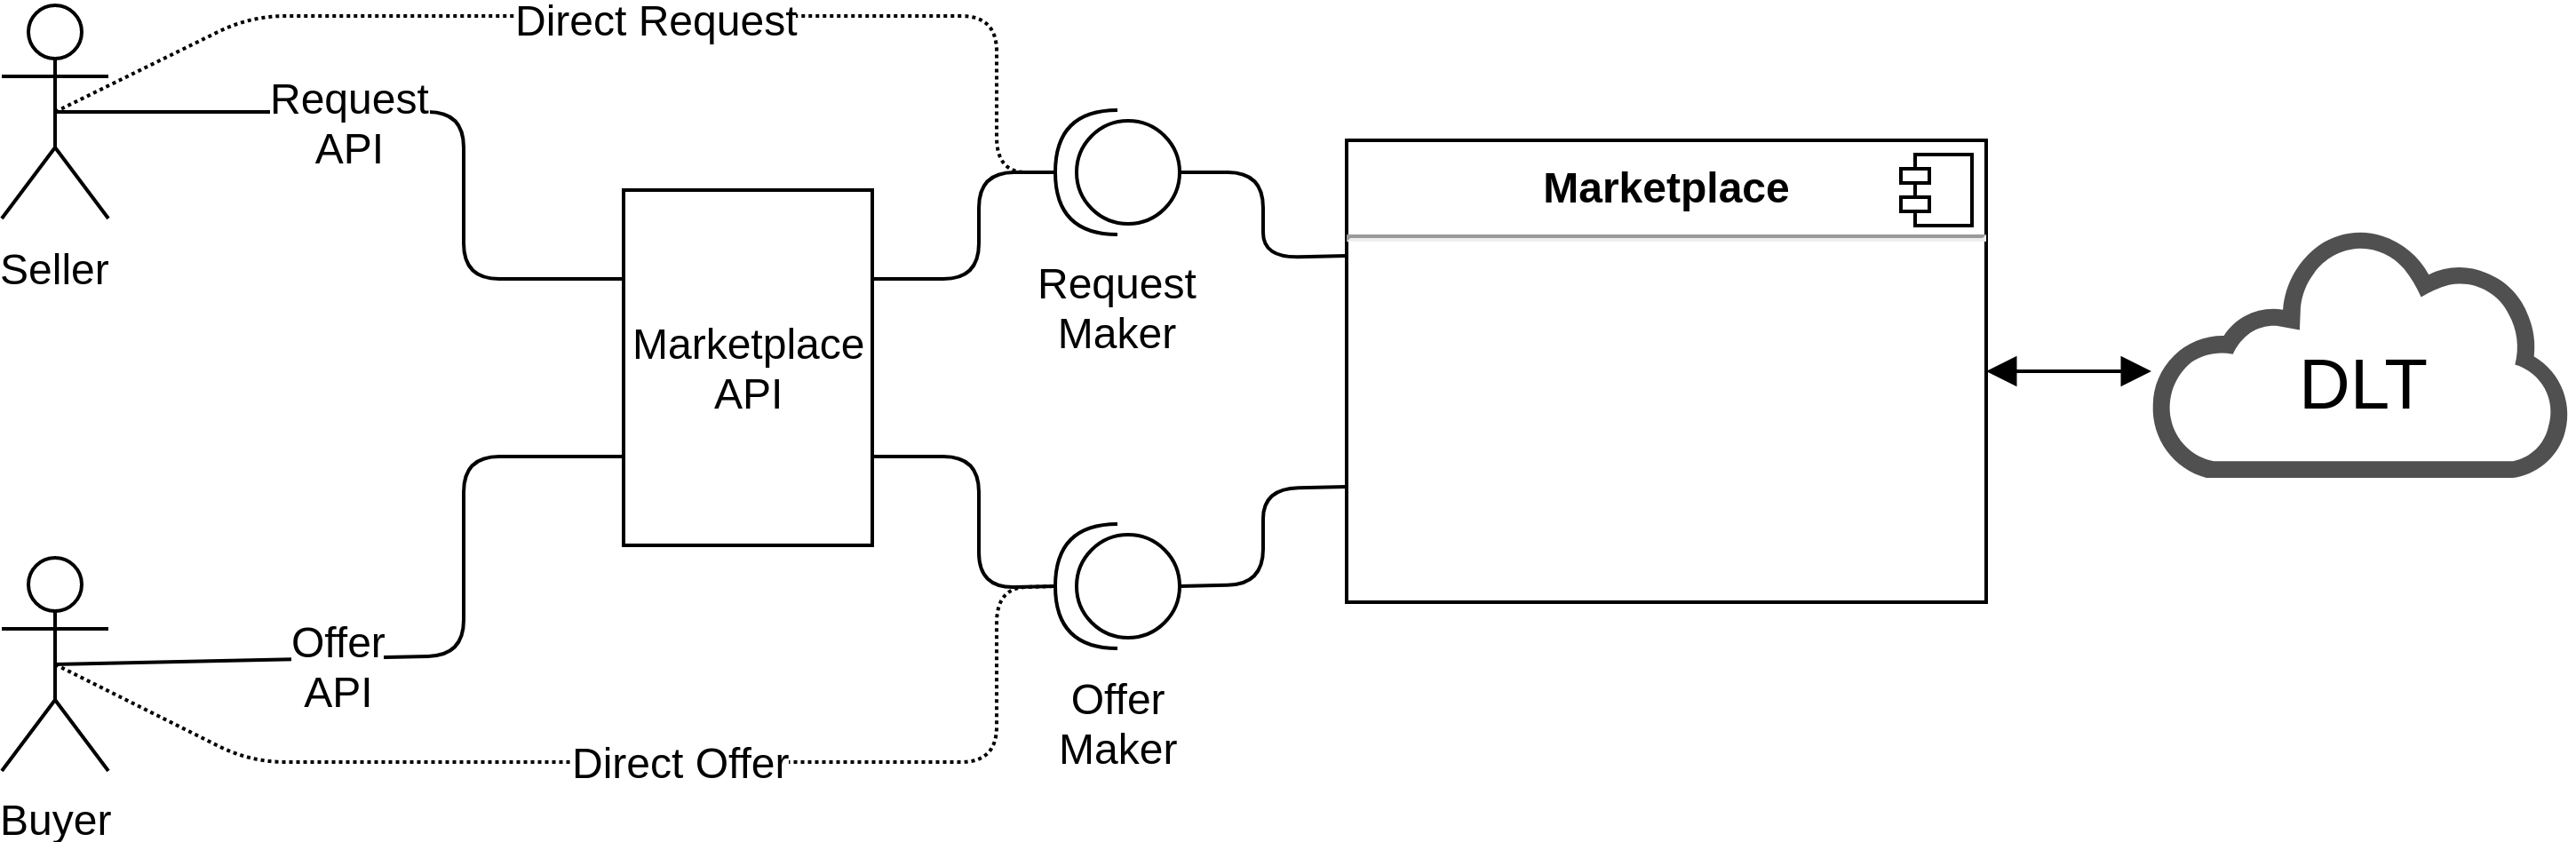 Direct Request
Request
API
Seller
Marketplace
API
Request
Maker
Marketplace
DLT
Offer
API
Direct Offer
Offer
Maker
Buyer